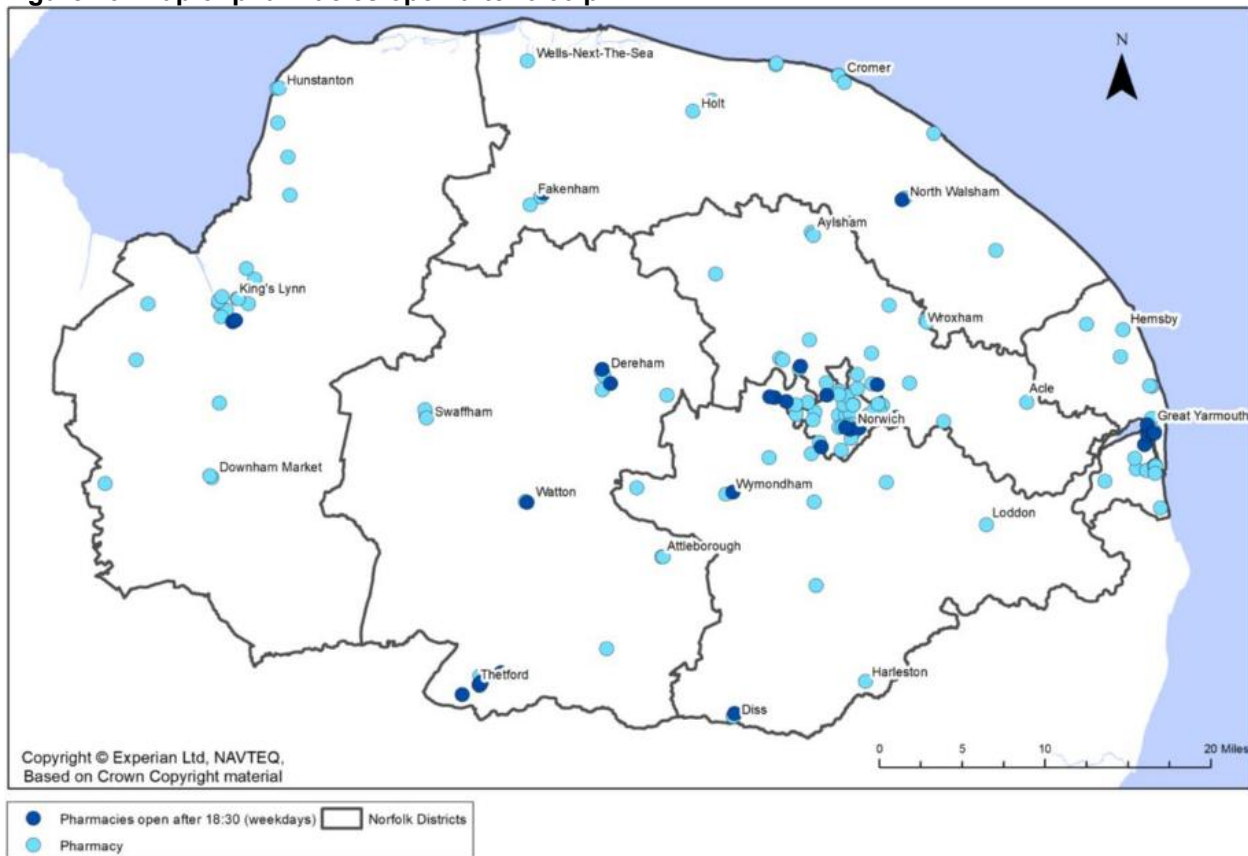 Wells-Next-The-Sea
Cromer
N
Hunstanton
Holt
Fakenham
North Walsham
Aylsham
King's Lynn
Wroxham
Hemsby
Dereham
Acle
Swaffham
Norwich
Great Yarmouth
Downham Market
Watton
Wymondham
Loddon
Attleborough
Thetford
Harleston
Diss
Copyright © Experian Ltd, NAVTEQ,
Based on Crown Copyright material
0 5 10 20 Miles
Pharmacies open after 18:30 (weekdays) Norfolk Districts
Pharmacy